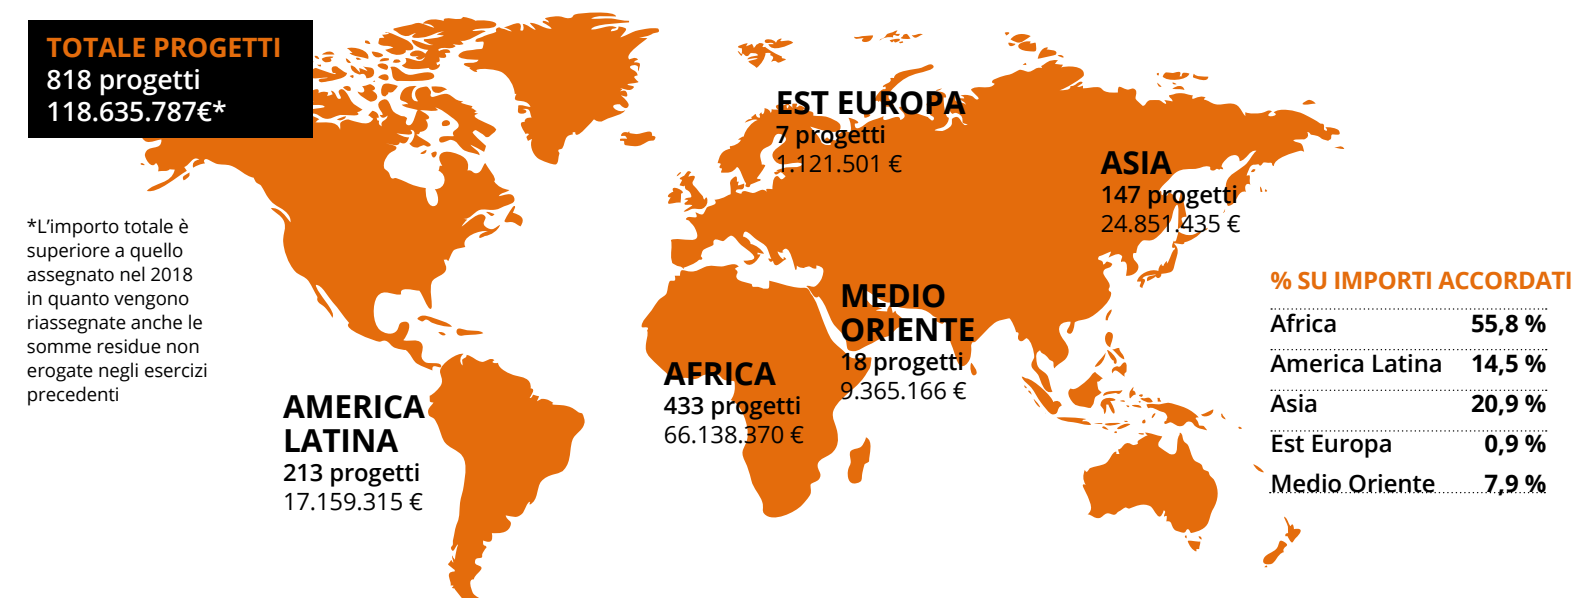 TOTALE PROGETTI
818 progetti
118.635.787€*
*L'importo totale è
superiore a quello
assegnato nel 2018
in quanto vengono
riassegnate anche le
somme residue non
erogate negli esercizi
precedenti
AMERICA
LATINA
213 progetti
17.159.315 €
EST EUROPA
7 progetti
1.121.501 €
AFRICA
433 progetti
66.138.370 €
MEDIO
ORIENTE
18 progetti
9.365.166 €
ASIA
147 progetti
24.851.435 €
% SU IMPORTI ACCORDATI
Africa 55,8 %
America Latina 14,5 %
Asia 20,9 %
Est Europa 0,9 %
Medio Oriente 7,9 %